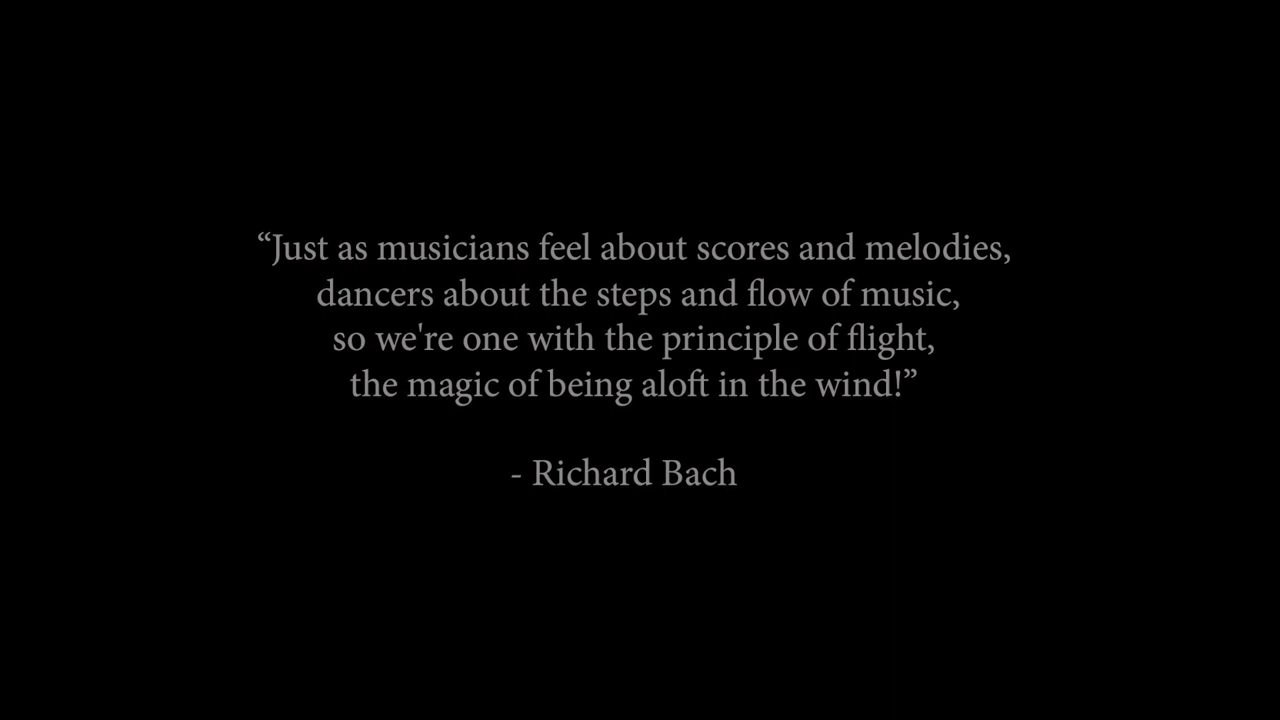 “Just as musicians feel about scores and melodies,
dancers about the steps and flow of music,
so we're one with the principle of flight,
the magic of being aloft in the wind!”
- Richard Bach